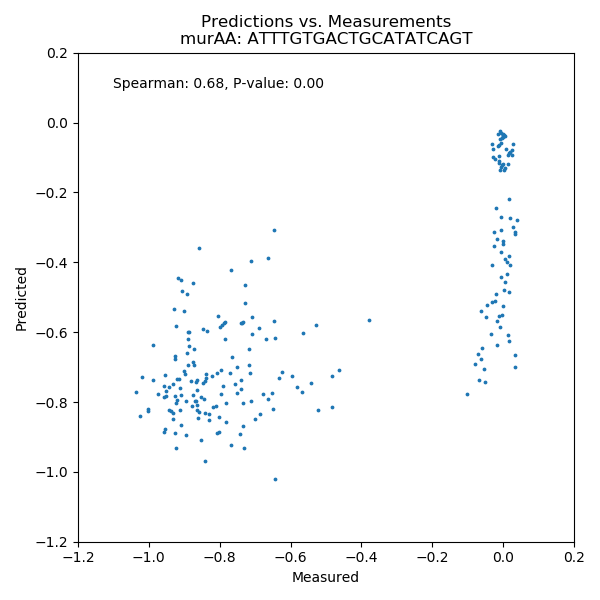 Predictions vs. Measurements
murAA: ATTTGTGACTGCATATCAGT
Spearman: 0.68, P-value: 0.00
0.2
0.0
−0.2
−0.4
−0.6
−0.8
−1.0
−1.2
Predicted
−1.2 −1.0 −0.8 −0.6 −0.4 −0.2 0.0 0.2
Measured